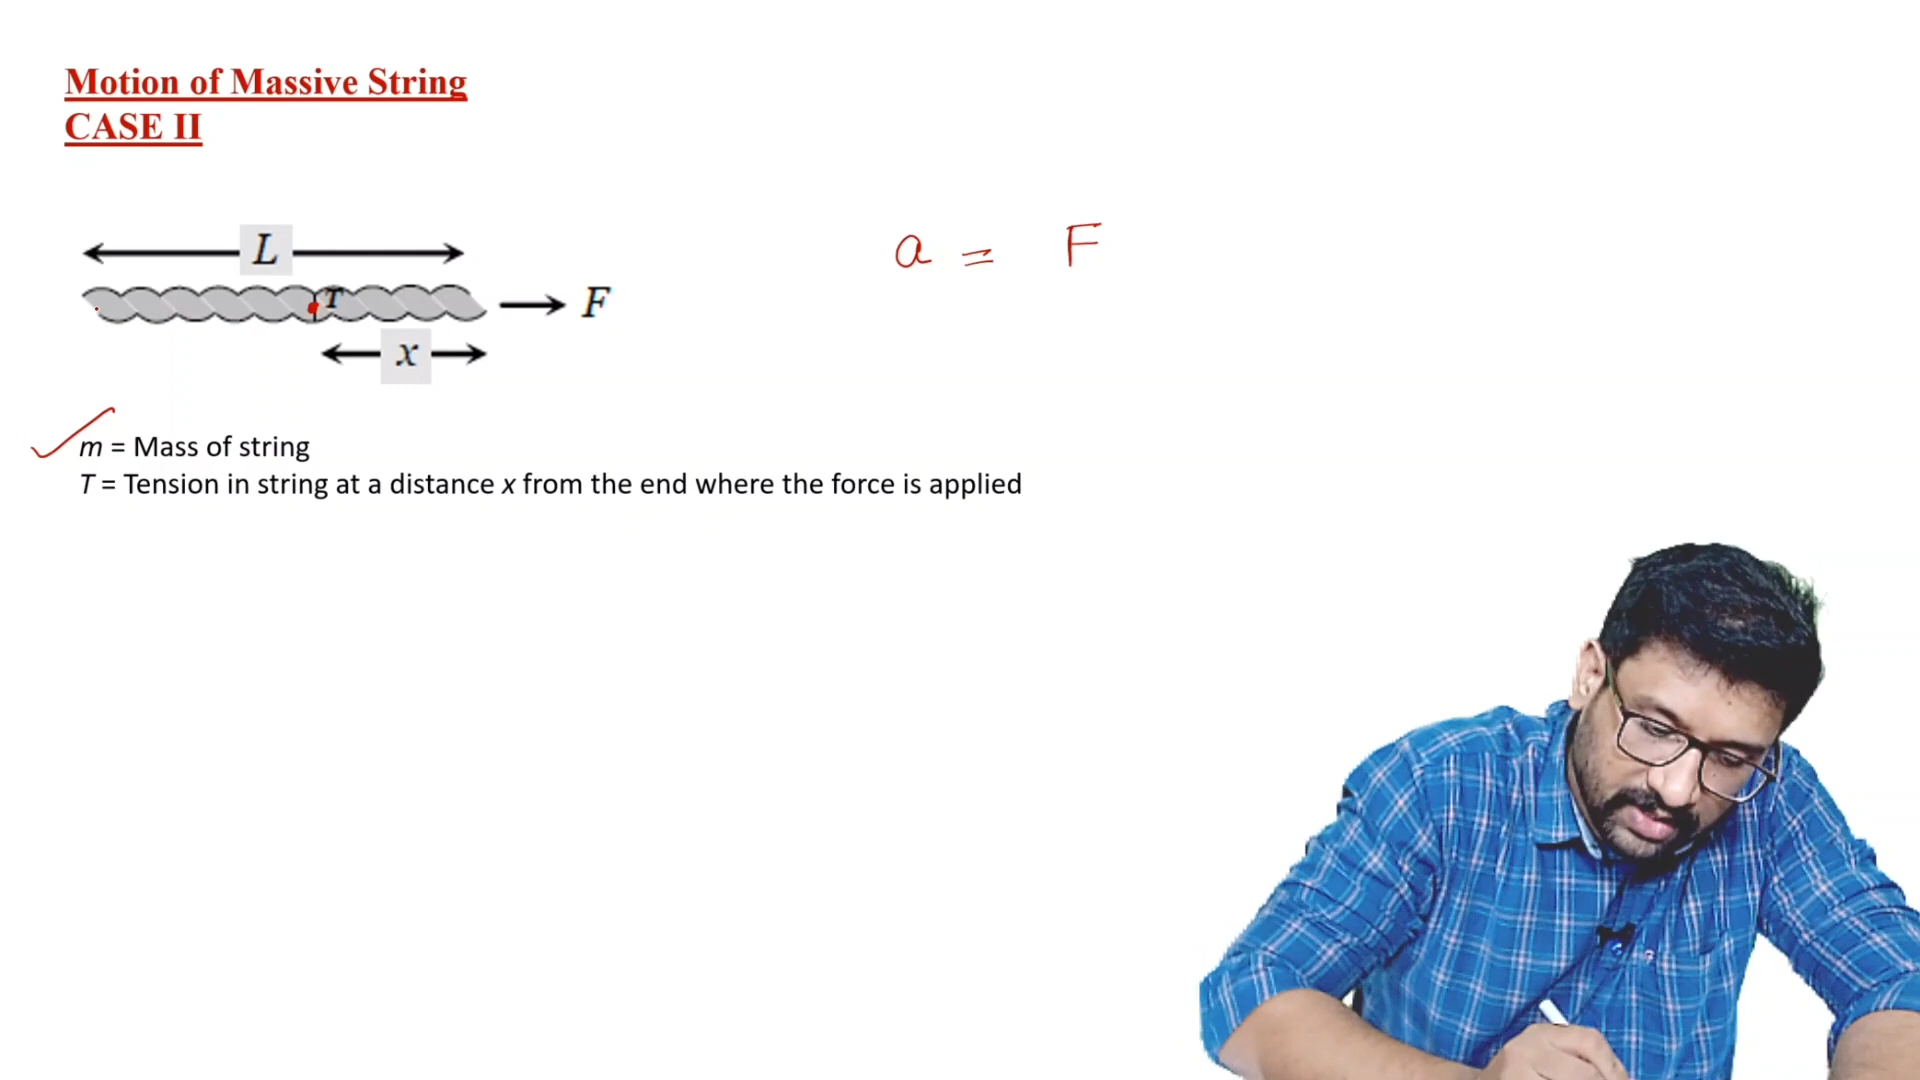 Motion of Massive String
CASE II
L
T
F
x
a = F
m = Mass of string
T = Tension in string at a distance x from the end where the force is applied